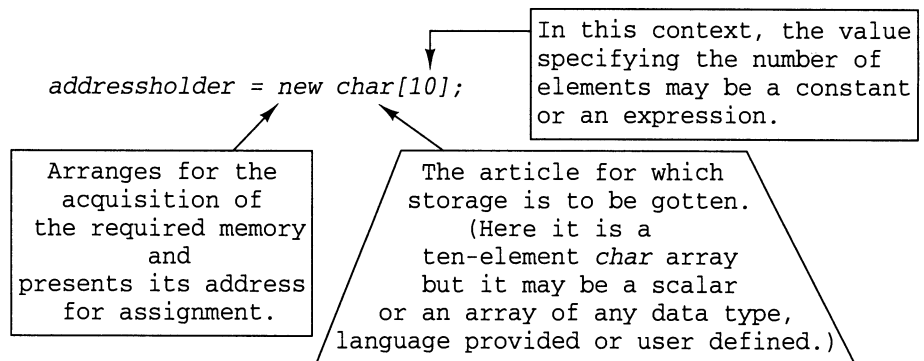 In this context, the value
specifying the number of
elements may be a constant
or an expression.
addressholder = new char[10];
Arranges for the
acquisition of
the required memory
and
presents its address
for assignment.
The article for which
storage is to be gotten.
(Here it is a
ten-element char array
but it may be a scalar
or an array of any data type,
language provided or user defined.)